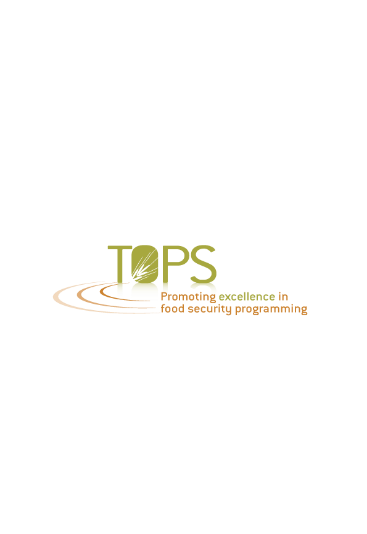 TOPS
Promoting excellence in
food security programming